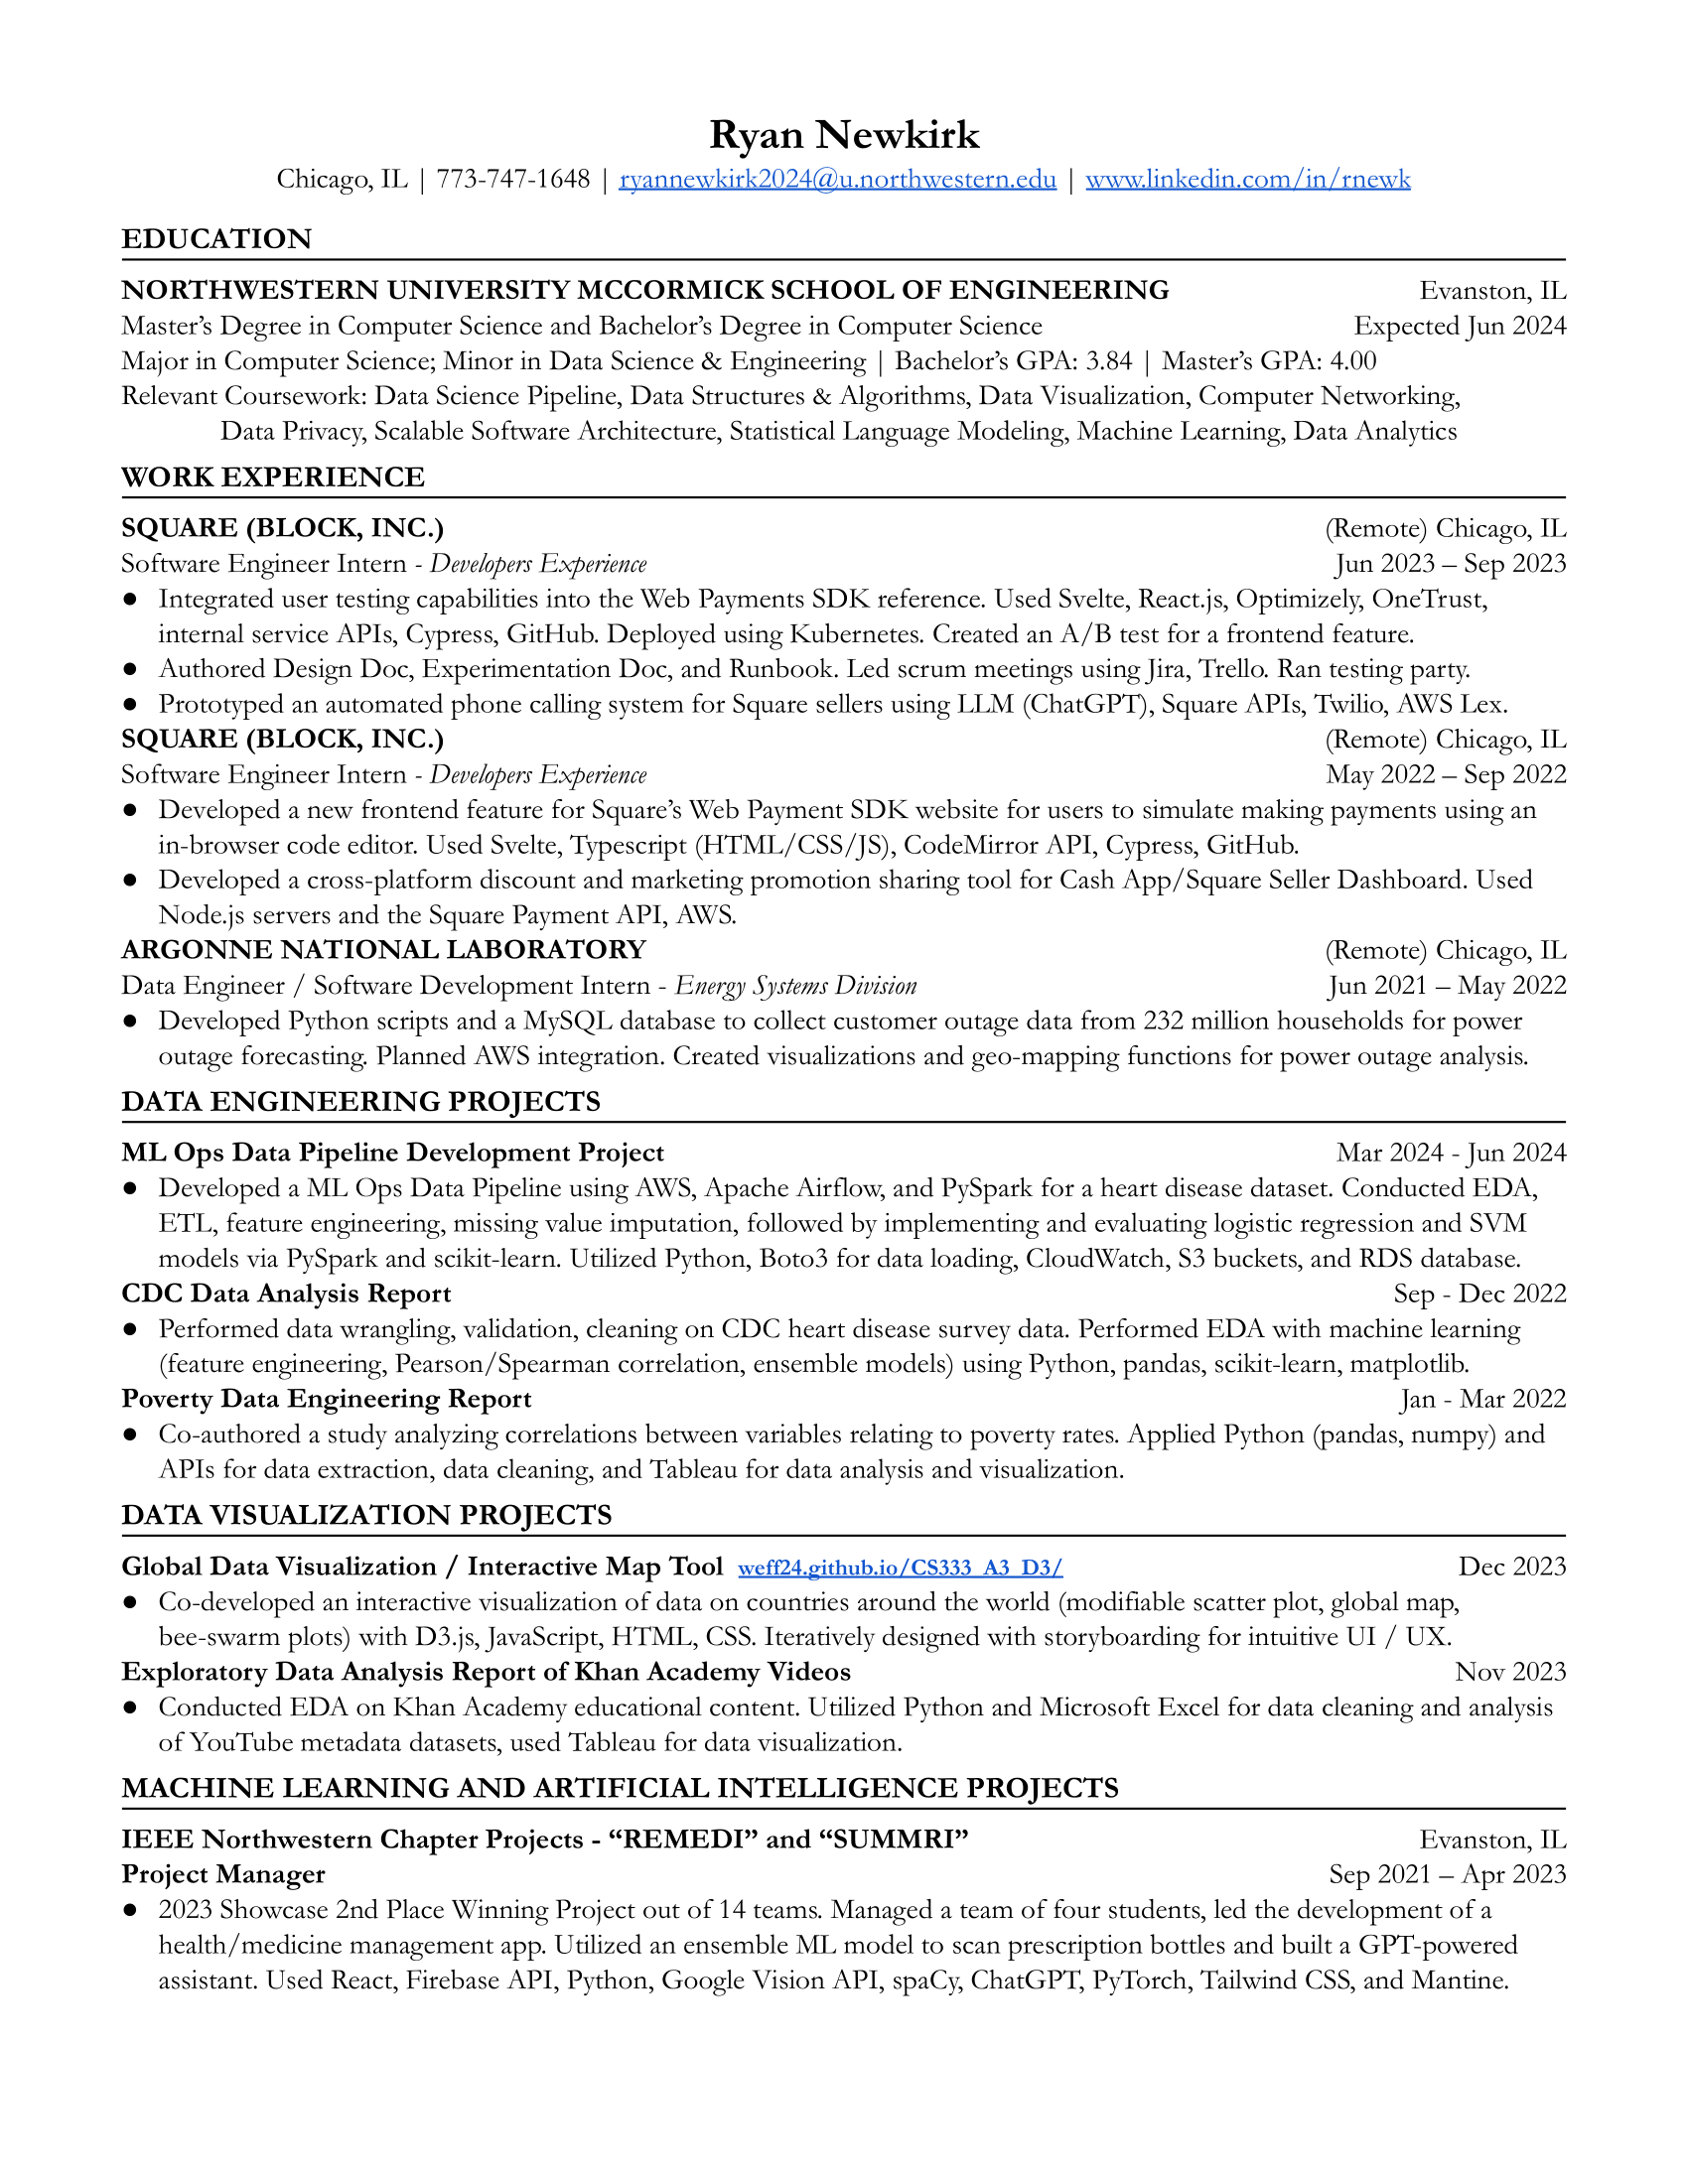 Ryan Newkirk
Chicago, IL | 773-747-1648 | ryannewkirk2024@u.northwestern.edu | www.linkedin.com/in/rnewk
EDUCATION
NORTHWESTERN UNIVERSITY MCCORMICK SCHOOL OF ENGINEERING Evanston, IL
Master’s Degree in Computer Science and Bachelor’s Degree in Computer Science Expected Jun 2024
Major in Computer Science; Minor in Data Science & Engineering | Bachelor’s GPA: 3.84 | Master’s GPA: 4.00
Relevant Coursework: Data Science Pipeline, Data Structures & Algorithms, Data Visualization, Computer Networking,
Data Privacy, Scalable Software Architecture, Statistical Language Modeling, Machine Learning, Data Analytics
WORK EXPERIENCE
SQUARE (BLOCK, INC.) (Remote) Chicago, IL
Software Engineer Intern - Developers Experience Jun 2023 – Sep 2023
● Integrated user testing capabilities into the Web Payments SDK reference. Used Svelte, React.js, Optimizely, OneTrust,
internal service APIs, Cypress, GitHub. Deployed using Kubernetes. Created an A/B test for a frontend feature.
● Authored Design Doc, Experimentation Doc, and Runbook. Led scrum meetings using Jira, Trello. Ran testing party.
● Prototyped an automated phone calling system for Square sellers using LLM (ChatGPT), Square APIs, Twilio, AWS Lex.
SQUARE (BLOCK, INC.) (Remote) Chicago, IL
Software Engineer Intern - Developers Experience May 2022 – Sep 2022
● Developed a new frontend feature for Square’s Web Payment SDK website for users to simulate making payments using an
in-browser code editor. Used Svelte, Typescript (HTML/CSS/JS), CodeMirror API, Cypress, GitHub.
● Developed a cross-platform discount and marketing promotion sharing tool for Cash App/Square Seller Dashboard. Used
Node.js servers and the Square Payment API, AWS.
ARGONNE NATIONAL LABORATORY (Remote) Chicago, IL
Data Engineer / Software Development Intern - Energy Systems Division Jun 2021 – May 2022
● Developed Python scripts and a MySQL database to collect customer outage data from 232 million households for power
outage forecasting. Planned AWS integration. Created visualizations and geo-mapping functions for power outage analysis.
DATA ENGINEERING PROJECTS
ML Ops Data Pipeline Development Project Mar 2024 - Jun 2024
● Developed a ML Ops Data Pipeline using AWS, Apache Airflow, and PySpark for a heart disease dataset. Conducted EDA,
ETL, feature engineering, missing value imputation, followed by implementing and evaluating logistic regression and SVM
models via PySpark and scikit-learn. Utilized Python, Boto3 for data loading, CloudWatch, S3 buckets, and RDS database.
CDC Data Analysis Report Sep - Dec 2022
● Performed data wrangling, validation, cleaning on CDC heart disease survey data. Performed EDA with machine learning
(feature engineering, Pearson/Spearman correlation, ensemble models) using Python, pandas, scikit-learn, matplotlib.
Poverty Data Engineering Report Jan - Mar 2022
● Co-authored a study analyzing correlations between variables relating to poverty rates. Applied Python (pandas, numpy) and
APIs for data extraction, data cleaning, and Tableau for data analysis and visualization.
DATA VISUALIZATION PROJECTS
Global Data Visualization / Interactive Map Tool weff24.github.io/CS333_A3_D3/ Dec 2023
● Co-developed an interactive visualization of data on countries around the world (modifiable scatter plot, global map,
bee-swarm plots) with D3.js, JavaScript, HTML, CSS. Iteratively designed with storyboarding for intuitive UI / UX.
Exploratory Data Analysis Report of Khan Academy Videos Nov 2023
● Conducted EDA on Khan Academy educational content. Utilized Python and Microsoft Excel for data cleaning and analysis
of YouTube metadata datasets, used Tableau for data visualization.
MACHINE LEARNING AND ARTIFICIAL INTELLIGENCE PROJECTS
IEEE Northwestern Chapter Projects - “REMEDI” and “SUMMRI” Evanston, IL
Project Manager Sep 2021 – Apr 2023
● 2023 Showcase 2nd Place Winning Project out of 14 teams. Managed a team of four students, led the development of a
health/medicine management app. Utilized an ensemble ML model to scan prescription bottles and built a GPT-powered
assistant. Used React, Firebase API, Python, Google Vision API, spaCy, ChatGPT, PyTorch, Tailwind CSS, and Mantine.